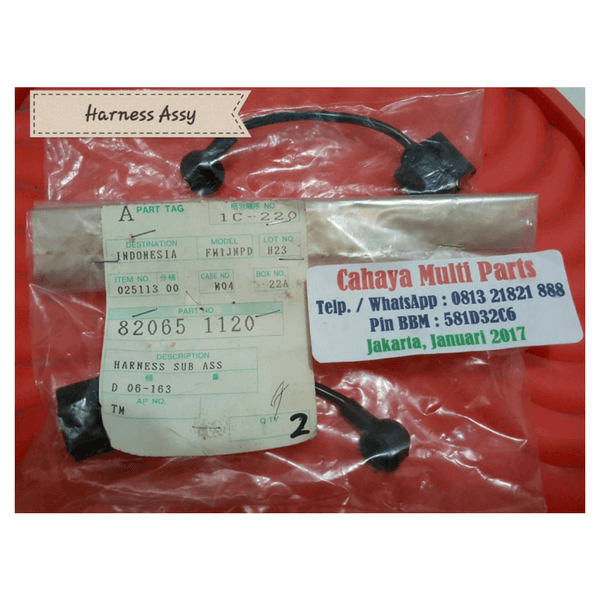 Harness Assy
A PART TAG
1C-220
DESTINATION MODEL LOT NO.
INDONESIA FM1JNPD H23
ITEM NO. CASE NO. BOX NO.
025113 00 W04 22A
PART NO
82065 1120
DESCRIPTION
HARNESS SUB ASS
D 06-163
AP NO.
TM
Q'TY
2
Cahaya Multi Parts
Telp. / WhatsApp : 0813 21821 888
Pin BBM : 581D32C6
Jakarta, Januari 2017